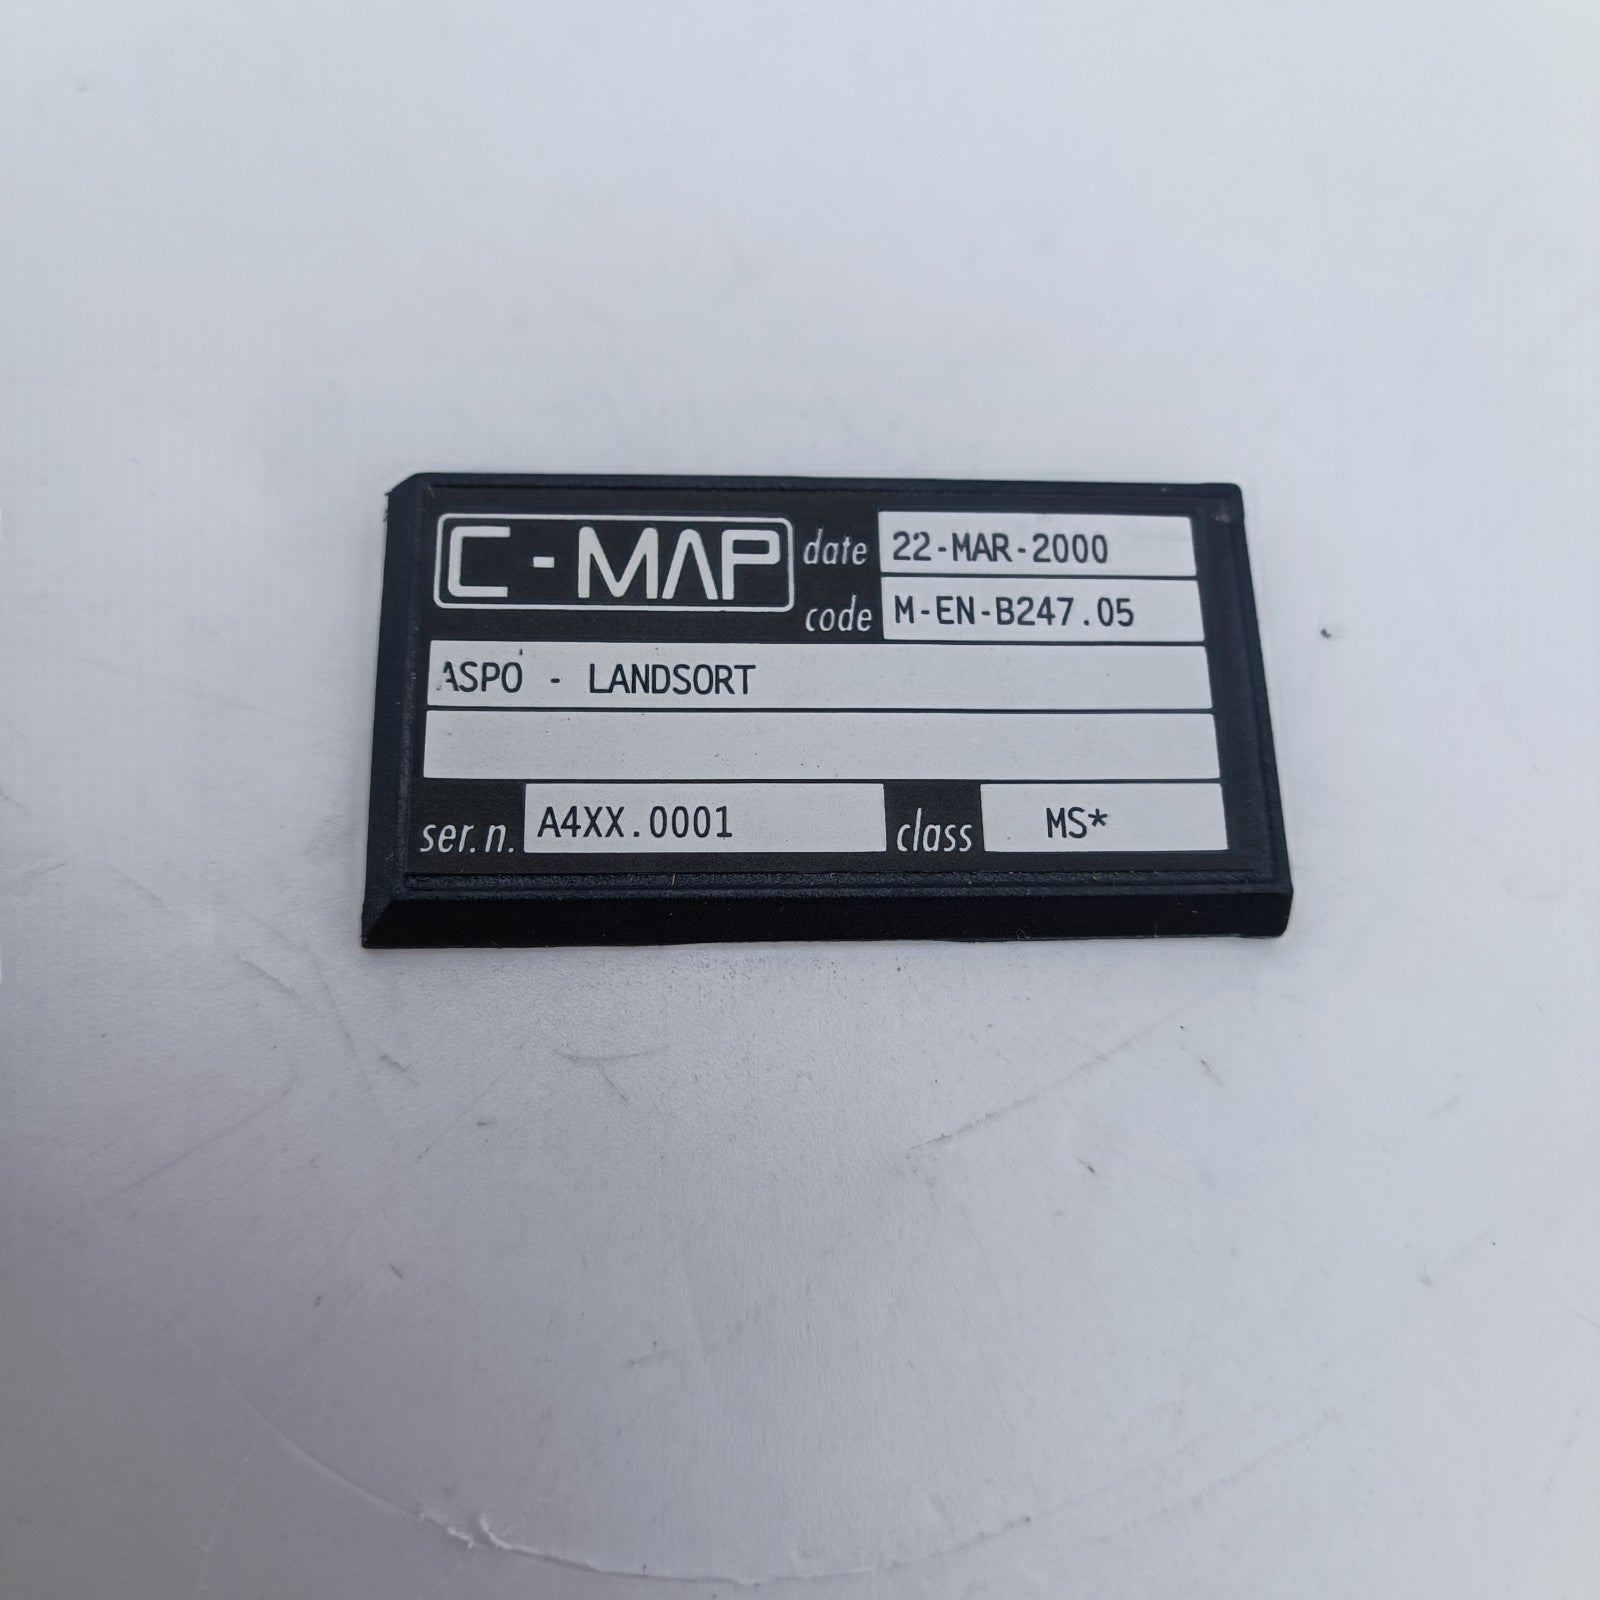 C-MAP date 22-MAR-2000
code M-EN-B247.05
ASPO - LANDSORT
ser.n. A4XX.0001 class MS*